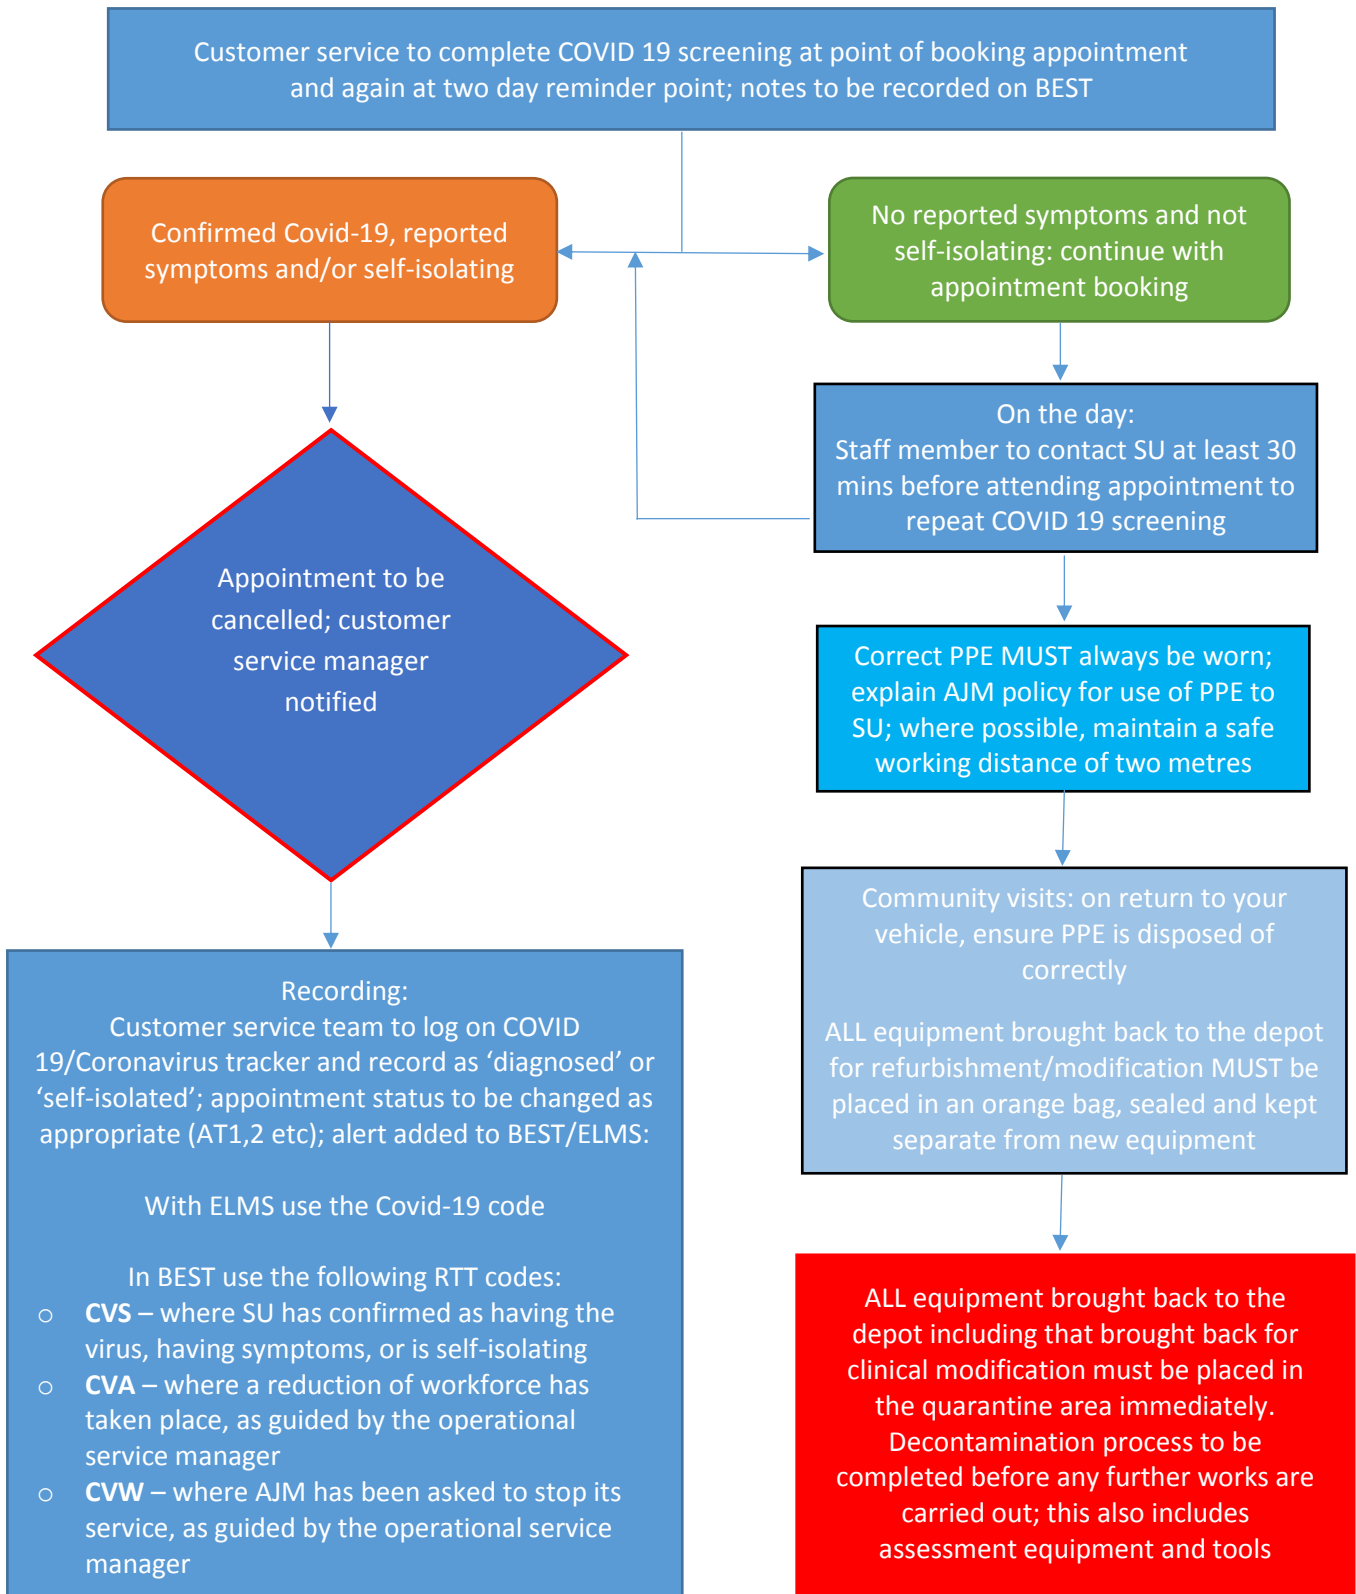 Customer service to complete COVID 19 screening at point of booking appointment
and again at two day reminder point; notes to be recorded on BEST
Confirmed Covid-19, reported
symptoms and/or self-isolating
No reported symptoms and not
self-isolating: continue with
appointment booking
On the day:
Staff member to contact SU at least 30
mins before attending appointment to
repeat COVID 19 screening
Appointment to be
cancelled; customer
service manager
notified
Correct PPE MUST always be worn;
explain AJM policy for use of PPE to
SU; where possible, maintain a safe
working distance of two metres
Community visits: on return to your
vehicle, ensure PPE is disposed of
correctly
ALL equipment brought back to the depot
for refurbishment/modification MUST be
placed in an orange bag, sealed and kept
separate from new equipment
Recording:
Customer service team to log on COVID
19/Coronavirus tracker and record as ‘diagnosed’ or
‘self-isolated’; appointment status to be changed as
appropriate (AT1,2 etc); alert added to BEST/ELMS:
With ELMS use the Covid-19 code
In BEST use the following RTT codes:
o CVS – where SU has confirmed as having the
virus, having symptoms, or is self-isolating
o CVA – where a reduction of workforce has
taken place, as guided by the operational
service manager
o CVW – where AJM has been asked to stop its
service, as guided by the operational service
manager
ALL equipment brought back to the
depot including that brought back for
clinical modification must be placed in
the quarantine area immediately.
Decontamination process to be
completed before any further works are
carried out; this also includes
assessment equipment and tools